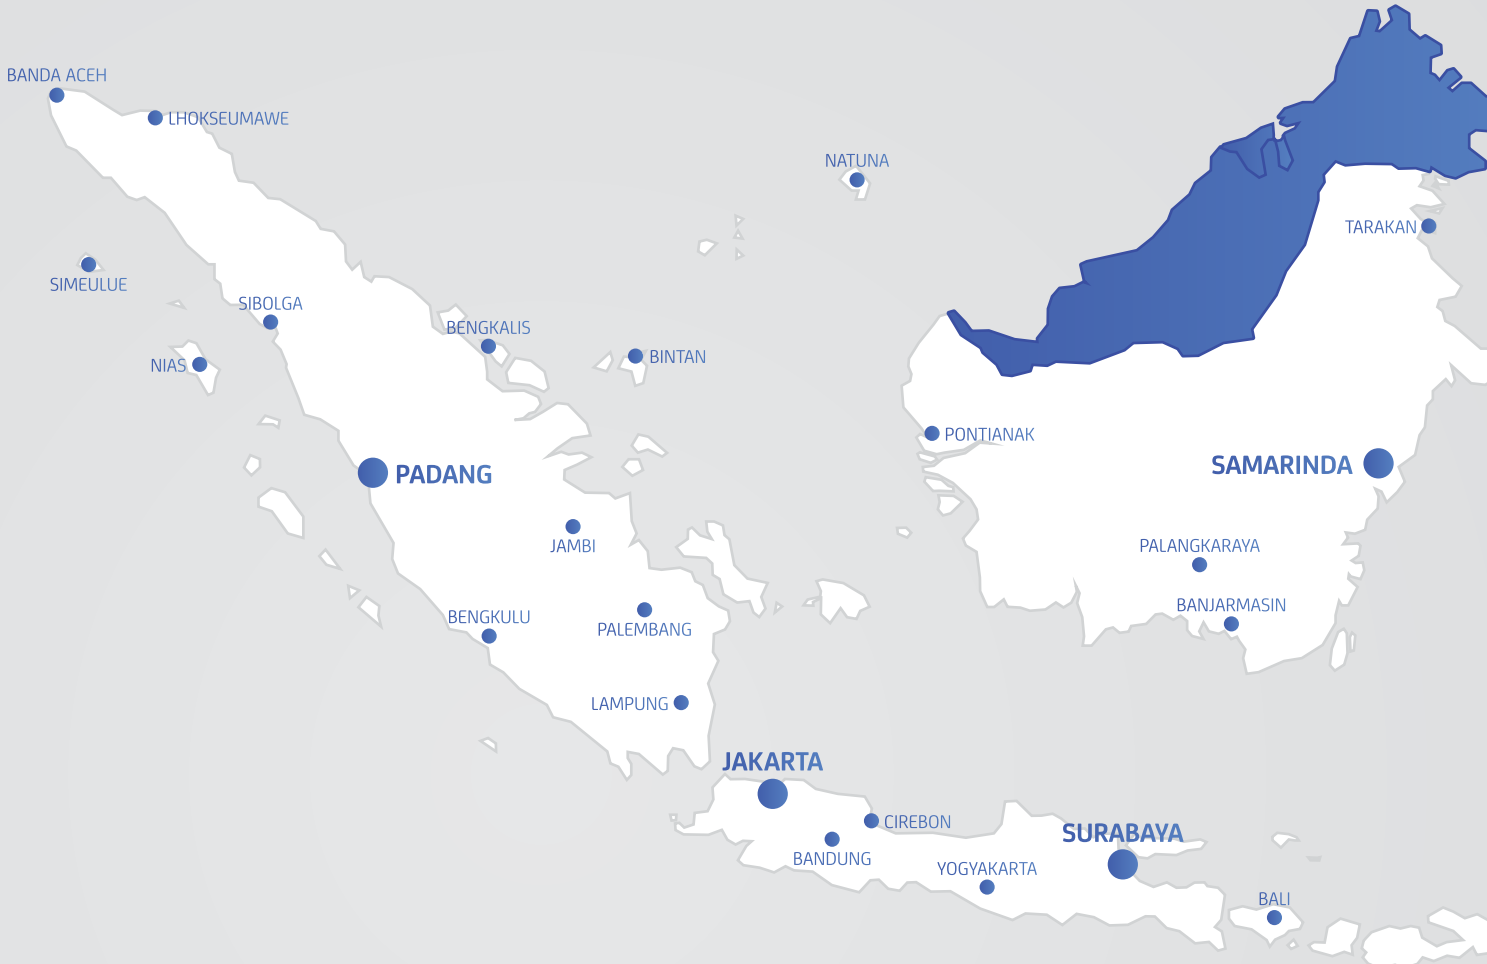 BANDA ACEH
LHOKSEUMAWE
NATUNA
TARAKAN
SIMEULUE
SIBOLGA
BENGKALIS
BINTAN
NIAS
PONTIANAK
SAMARINDA
PADANG
JAMBI
PALANGKARAYA
BANJARMASIN
BENGKULU
PALEMBANG
LAMPUNG
JAKARTA
CIREBON
SURABAYA
BANDUNG
YOGYAKARTA
BALI